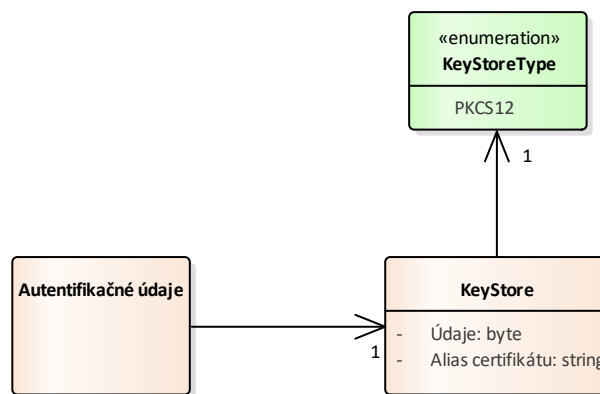 «enumeration»
KeyStoreType
PKCS12
1
Autentifikačné údaje
KeyStore
- Údaje: byte
- Alias certifikátu: string
1